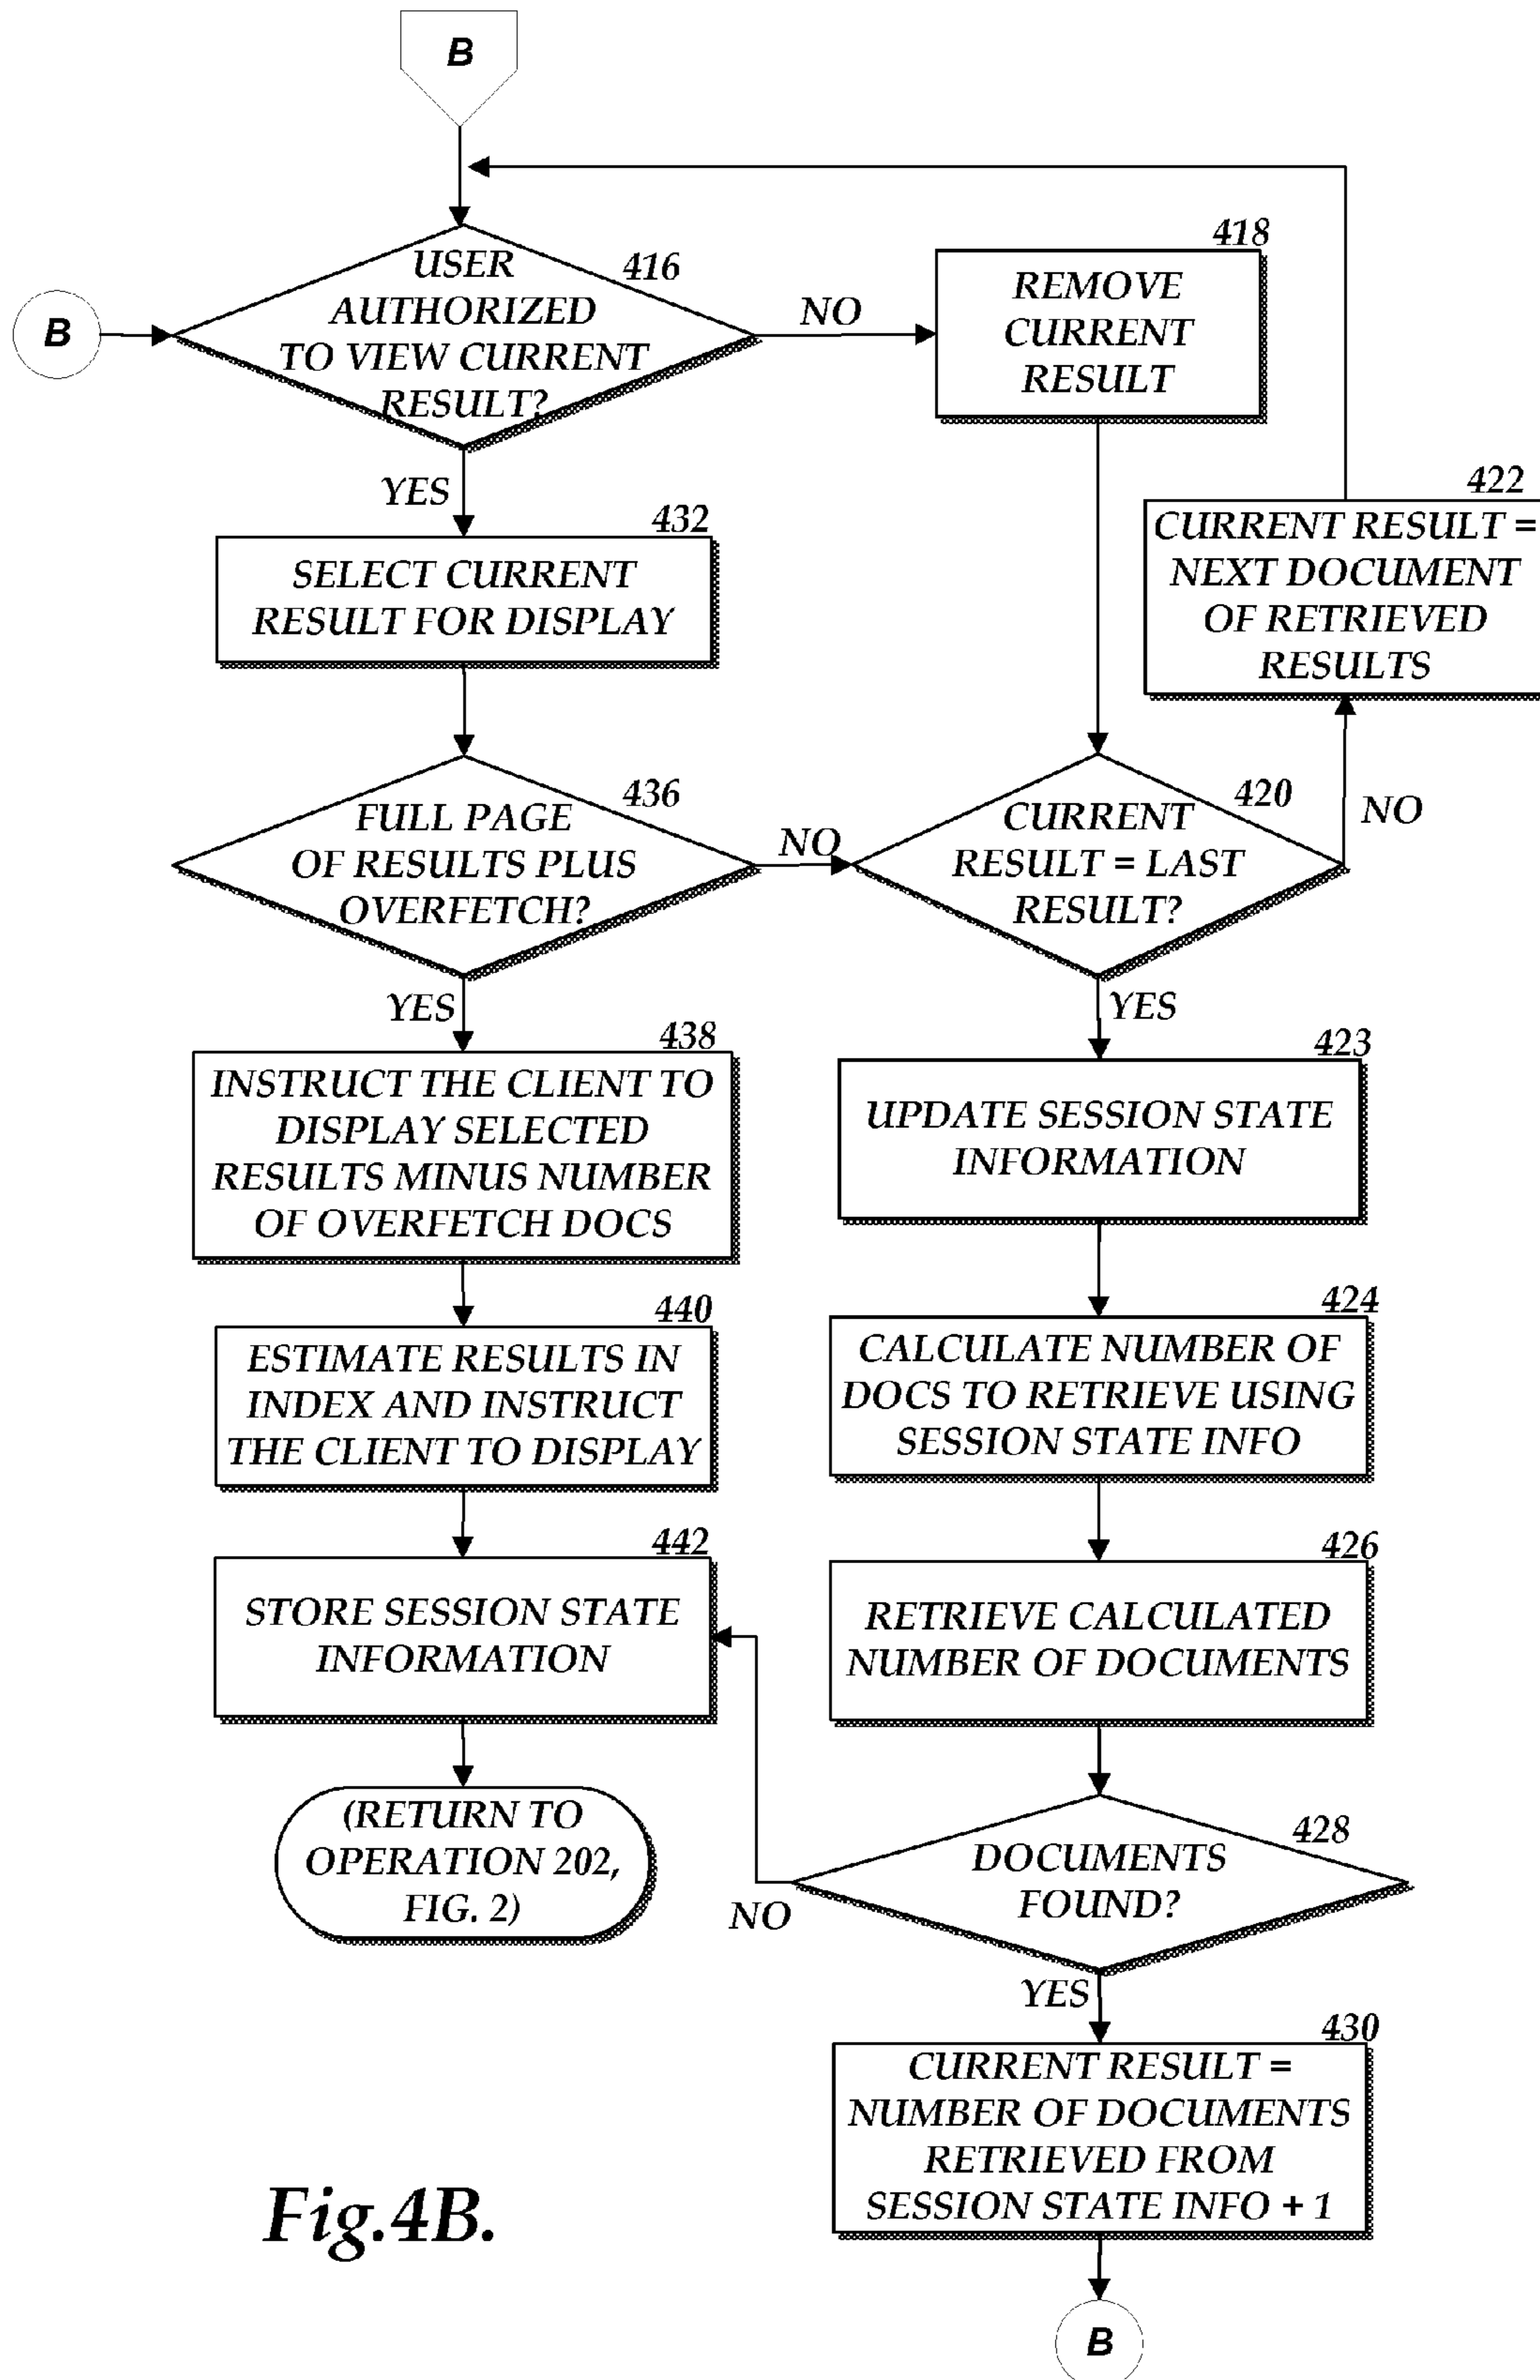 B
416
USER
AUTHORIZED
TO VIEW CURRENT
RESULT?
B
NO
418
REMOVE
CURRENT
RESULT
YES
422
CURRENT RESULT =
NEXT DOCUMENT
OF RETRIEVED
RESULTS
432
SELECT CURRENT
RESULT FOR DISPLAY
436
FULL PAGE
OF RESULTS PLUS
OVERFETCH?
NO
420
CURRENT
RESULT = LAST
RESULT?
NO
YES
YES
438
INSTRUCT THE CLIENT TO
DISPLAY SELECTED
RESULTS MINUS NUMBER
OF OVERFETCH DOCS
423
UPDATE SESSION STATE
INFORMATION
440
ESTIMATE RESULTS IN
INDEX AND INSTRUCT
THE CLIENT TO DISPLAY
424
CALCULATE NUMBER OF
DOCS TO RETRIEVE USING
SESSION STATE INFO
442
STORE SESSION STATE
INFORMATION
426
RETRIEVE CALCULATED
NUMBER OF DOCUMENTS
(RETURN TO
OPERATION 202,
FIG. 2)
428
DOCUMENTS
FOUND?
NO
YES
430
CURRENT RESULT =
NUMBER OF DOCUMENTS
RETRIEVED FROM
SESSION STATE INFO + 1
Fig.4B.
B